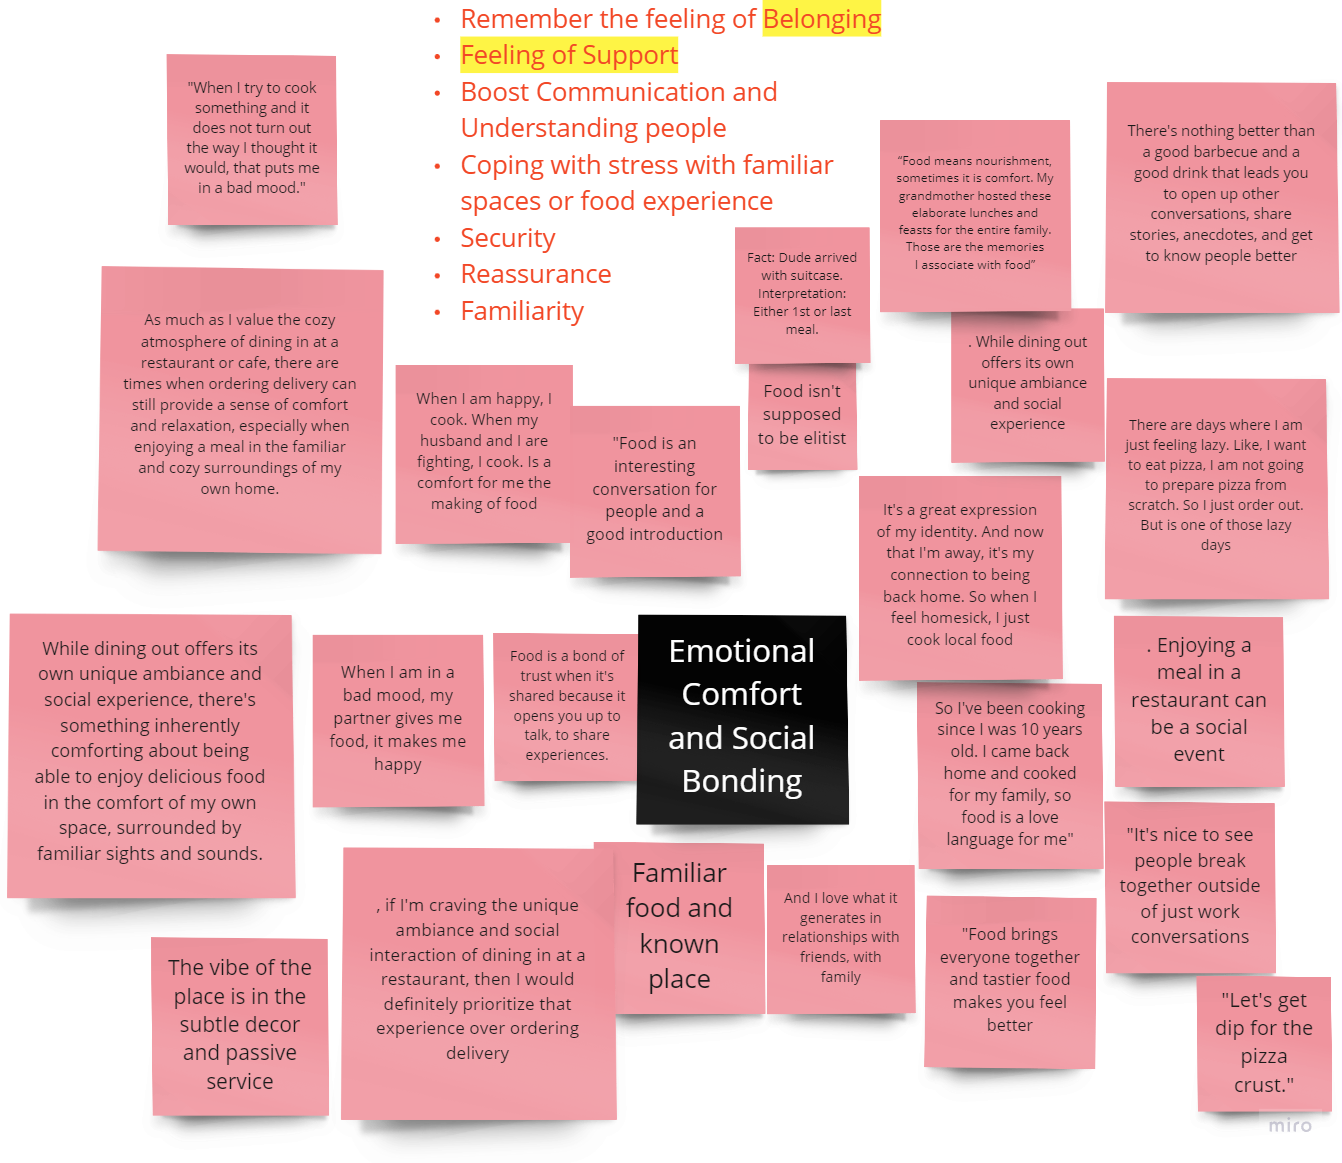 • Remember the feeling of Belonging
• Feeling of Support
• Boost Communication and
Understanding people
• Coping with stress with familiar
spaces or food experience
• Security
• Reassurance
• Familiarity
"When I try to cook
something and it
does not turn out
the way I thought it
would, that puts me
in a bad mood."
“Food means nourishment,
sometimes it is comfort. My
grandmother hosted these
elaborate lunches and
feasts for the entire family.
Those are the memories
I associate with food”
There's nothing better than
a good barbecue and a
good drink that leads you
to open up other
conversations, share
stories, anecdotes, and get
to know people better
Fact: Dude arrived
with suitcase.
Interpretation:
Either 1st or last
meal.
As much as I value the cozy
atmosphere of dining in at a
restaurant or cafe, there are
times when ordering delivery can
still provide a sense of comfort
and relaxation, especially when
enjoying a meal in the familiar
and cozy surroundings of my
own home.
When I am happy, I
cook. When my
husband and I are
fighting, I cook. Is a
comfort for me the
making of food
"Food is an
interesting
conversation for
people and a
good introduction
Food isn't
supposed
to be elitist
. While dining out
offers its own
unique ambiance
and social
experience
There are days where I am
just feeling lazy. Like, I want
to eat pizza, I am not going
to prepare pizza from
scratch. So I just order out.
But is one of those lazy
days
It's a great expression
of my identity. And now
that I'm away, it's my
connection to being
back home. So when I
feel homesick, I just
cook local food
While dining out offers its
own unique ambiance and
social experience, there's
something inherently
comforting about being
able to enjoy delicious food
in the comfort of my own
space, surrounded by
familiar sights and sounds.
When I am in a
bad mood, my
partner gives me
food, it makes me
happy
Food is a bond of
trust when it's
shared because it
opens you up to
talk, to share
experiences.
Emotional
Comfort
and Social
Bonding
So I've been cooking
since I was 10 years
old. I came back
home and cooked
for my family, so
food is a love
language for me"
. Enjoying a
meal in a
restaurant can
be a social
event
"It's nice to see
people break
together outside
of just work
conversations
The vibe of the
place is in the
subtle decor
and passive
service
, if I'm craving the unique
ambiance and social
interaction of dining in at a
restaurant, then I would
definitely prioritize that
experience over ordering
delivery
Familiar
food and
known
place
And I love what it
generates in
relationships with
friends, with
family
"Food brings
everyone together
and tastier food
makes you feel
better
"Let's get
dip for the
pizza
crust."
miro